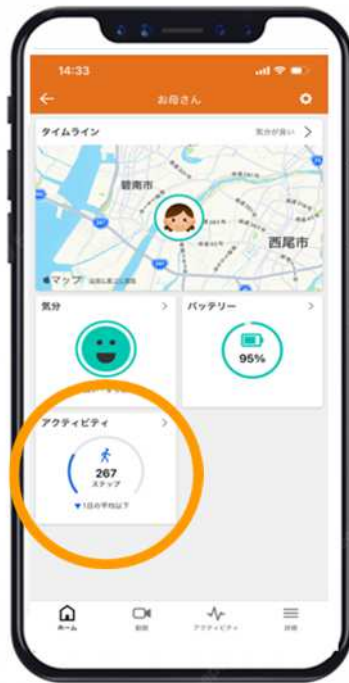 14:33
お母さん
タイムライン
気分が良い
碧南市
西尾市
247
マップ
気分
バッテリー
95%
アクティビティ
267
ステップ
▼1日の平均以下
ホーム
アクティビティ